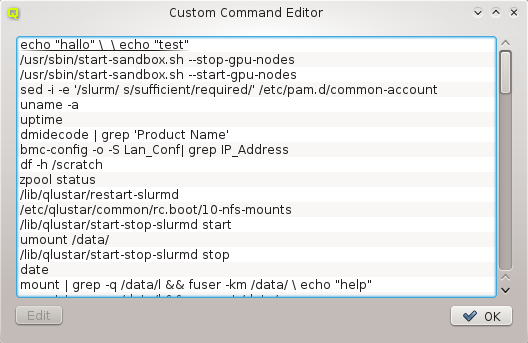 Custom Command Editor
echo "hallo" \  \ echo "test"
/usr/sbin/start-sandbox.sh --stop-gpu-nodes
/usr/sbin/start-sandbox.sh --start-gpu-nodes
sed -i -e '/slurm/ s/sufficient/required/' /etc/pam.d/common-account
uname -a
uptime
dmidecode | grep 'Product Name'
bmc-config -o -S Lan_Conf| grep IP_Address
df -h /scratch
zpool status
/lib/qlustar/restart-slurmd
/etc/qlustar/common/rc.boot/10-nfs-mounts
/lib/qlustar/start-stop-slurmd start
umount /data/
/lib/qlustar/start-stop-slurmd stop
date
mount | grep -q /data/l && fuser -km /data/ \ echo "help"
Edit
OK